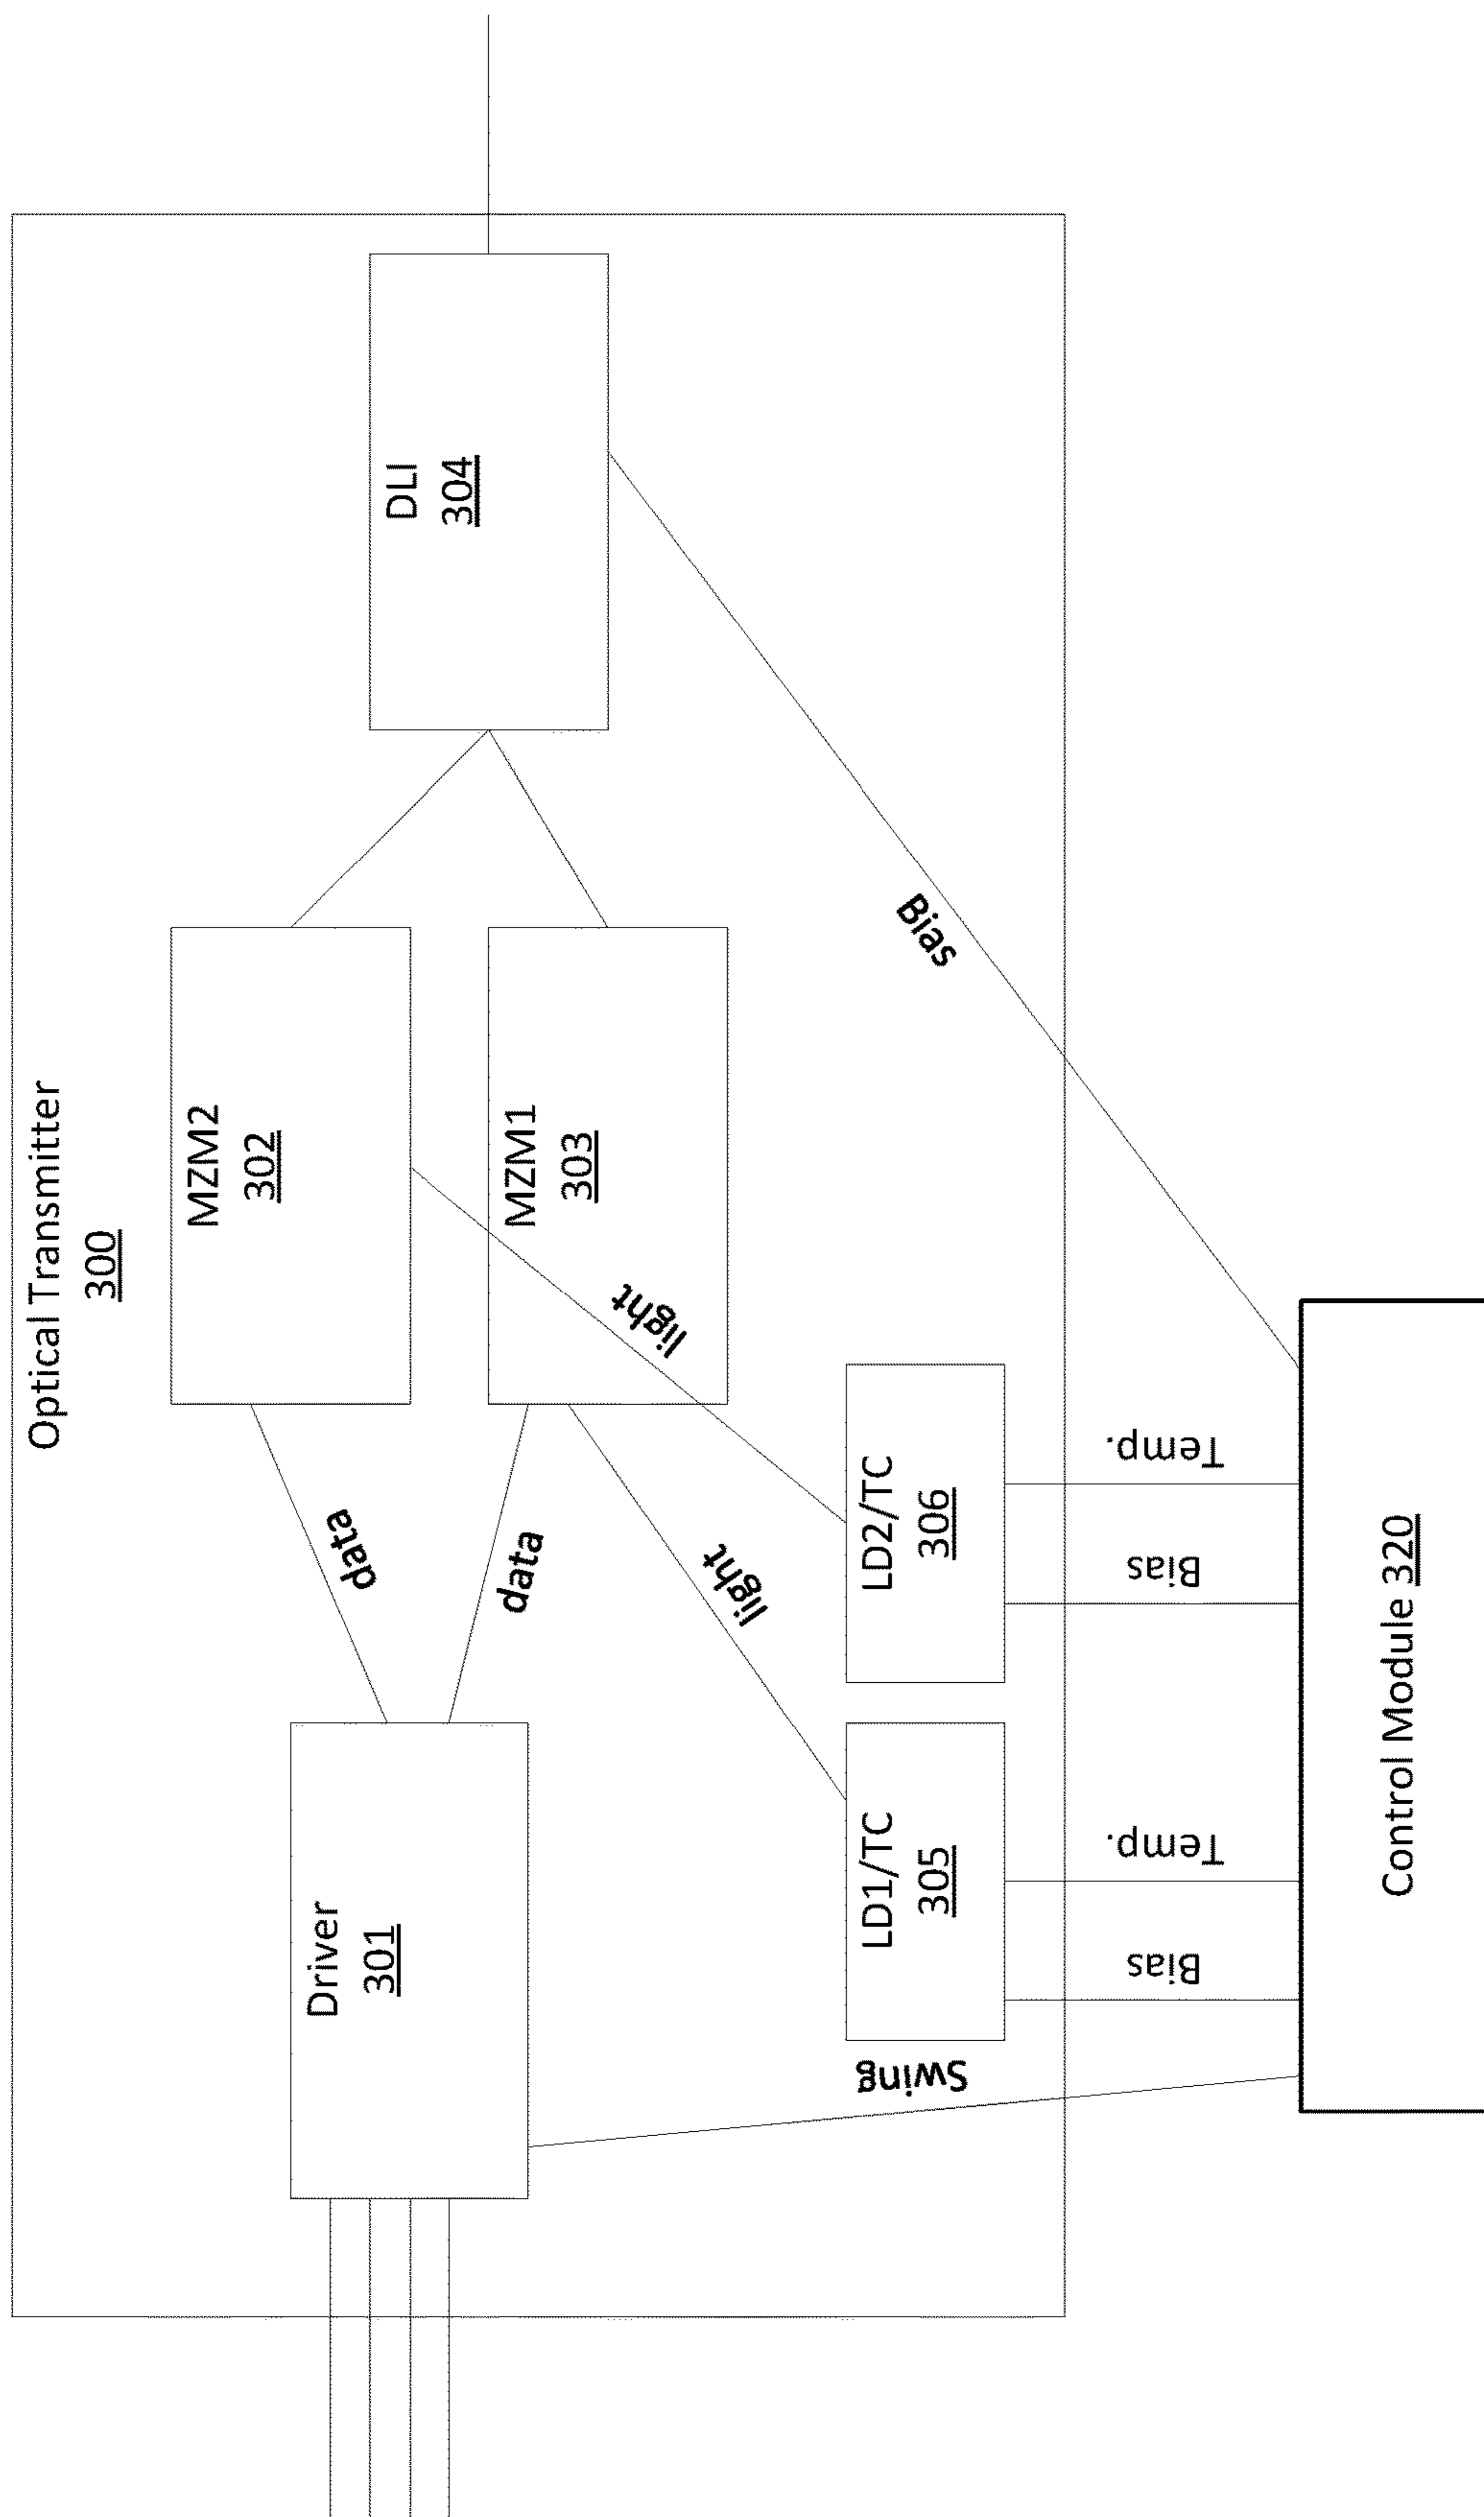 Optical Transmitter
300
Driver
301
data
data
MZM2
302
MZM1
303
DLI
304
light
light
LD1/TC
305
LD2/TC
306
Swing
Bias
Temp.
Bias
Temp.
Bias
Control Module 320